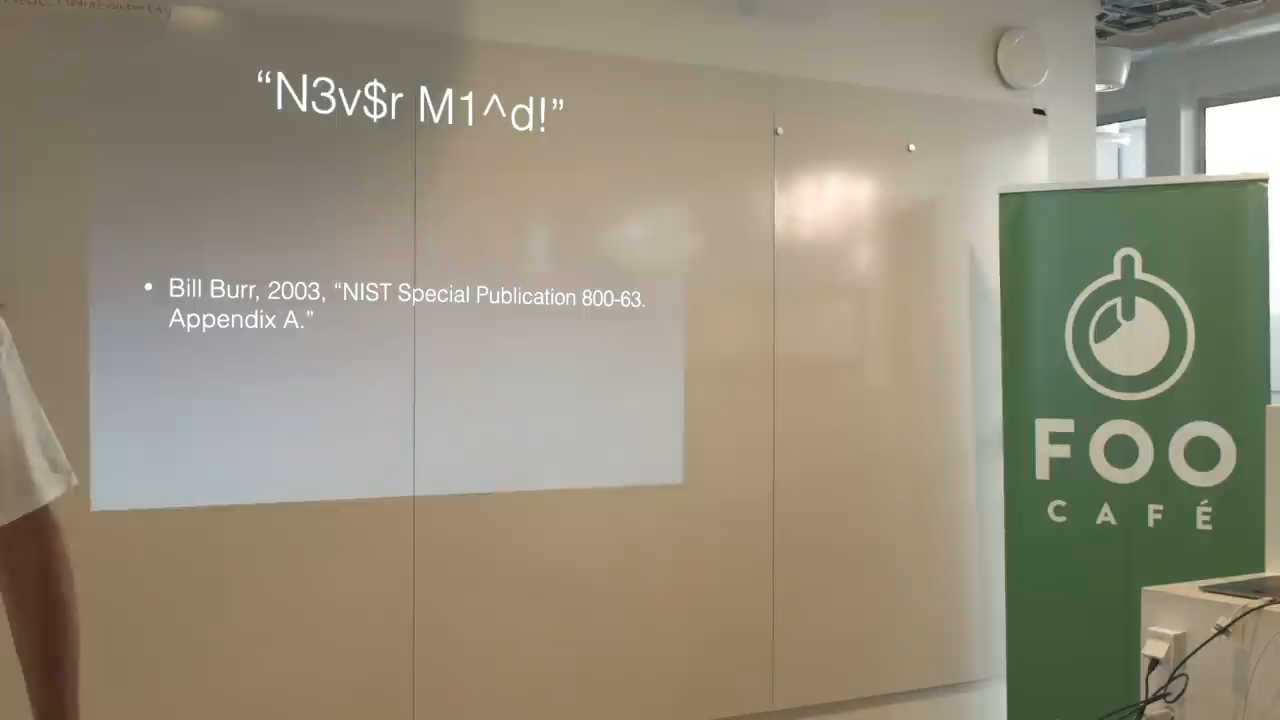 “N3v$r M1^d!”
• Bill Burr, 2003, “NIST Special Publication 800-63.
Appendix A.”
FOO
CAFÉ